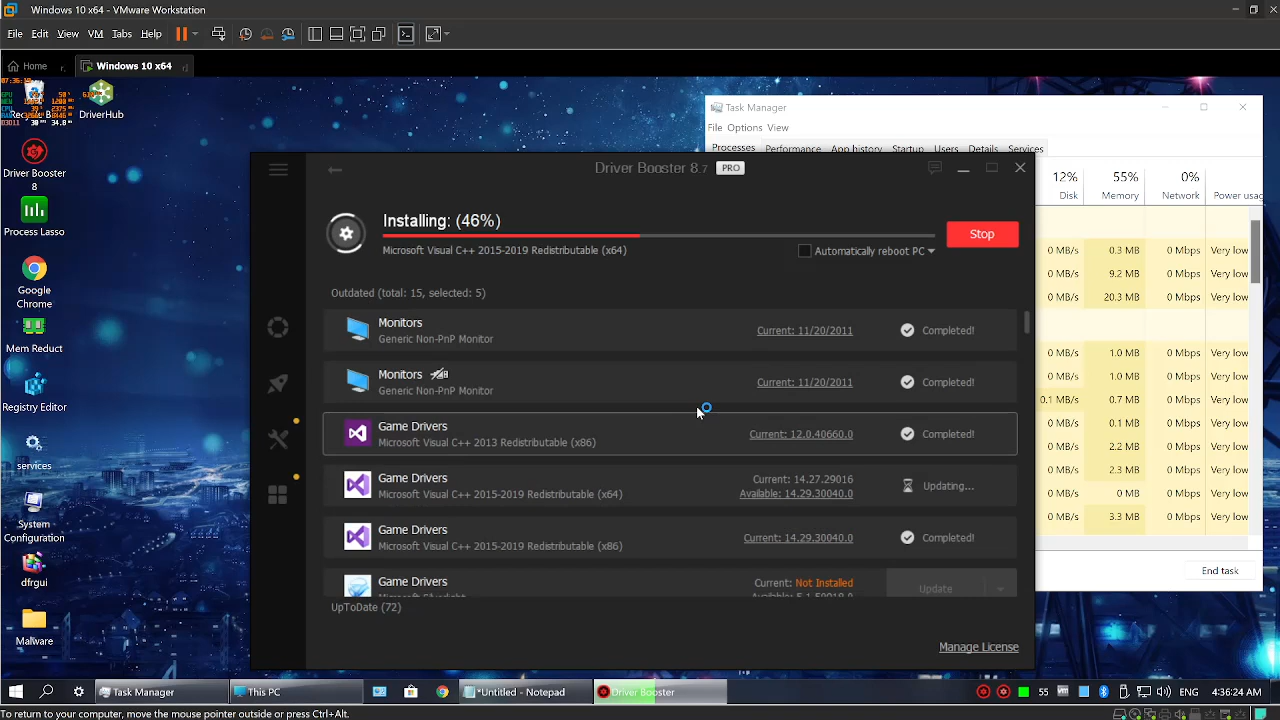 Windows 10 x64 - VMware Workstation
File Edit View VM Tabs Help
Home
Windows 10 x64
DriverHub
Driver Booster 8
Process Lasso
Google Chrome
Mem Reduct
Registry Editor
services
System Configuration
dfrgui
Malware
Task Manager
File Options View
Processes Performance App history Startup Users Details Services
12% 55% 0%
Disk Memory Network Power usag
0 MB/s 0.3 MB 0 Mbps Very low
0 MB/s 9.2 MB 0 Mbps Very low
0 MB/s 20.3 MB 0 Mbps Very low
0 MB/s 1.0 MB 0 Mbps Very low
0.1 MB/s 0.7 MB 0 Mbps Very low
0 MB/s 0.1 MB 0 Mbps Very low
0 MB/s 2.2 MB 0 Mbps Very low
0 MB/s 2.3 MB 0 Mbps Very low
0 MB/s 0 MB 0 Mbps Very low
0 MB/s 3.3 MB 0 Mbps Very low
End task
Driver Booster 8.7 PRO
Installing: (46%)
Stop
Microsoft Visual C++ 2015-2019 Redistributable (x64)
Automatically reboot PC
Outdated (total: 15, selected: 5)
Monitors
Generic Non-PnP Monitor
Current: 11/20/2011
Completed!
Monitors
Generic Non-PnP Monitor
Current: 11/20/2011
Completed!
Game Drivers
Microsoft Visual C++ 2013 Redistributable (x86)
Current: 12.0.40660.0
Completed!
Game Drivers
Microsoft Visual C++ 2015-2019 Redistributable (x64)
Current: 14.27.29016
Available: 14.29.30040.0
Updating...
Game Drivers
Microsoft Visual C++ 2015-2019 Redistributable (x86)
Current: 14.29.30040.0
Completed!
Game Drivers
Current: Not Installed
Update
UpToDate (72)
Manage License
Task Manager
This PC
*Untitled - Notepad
Driver Booster
ENG
4:36:24 AM
To return to your computer, move the mouse pointer outside or press Ctrl+Alt.